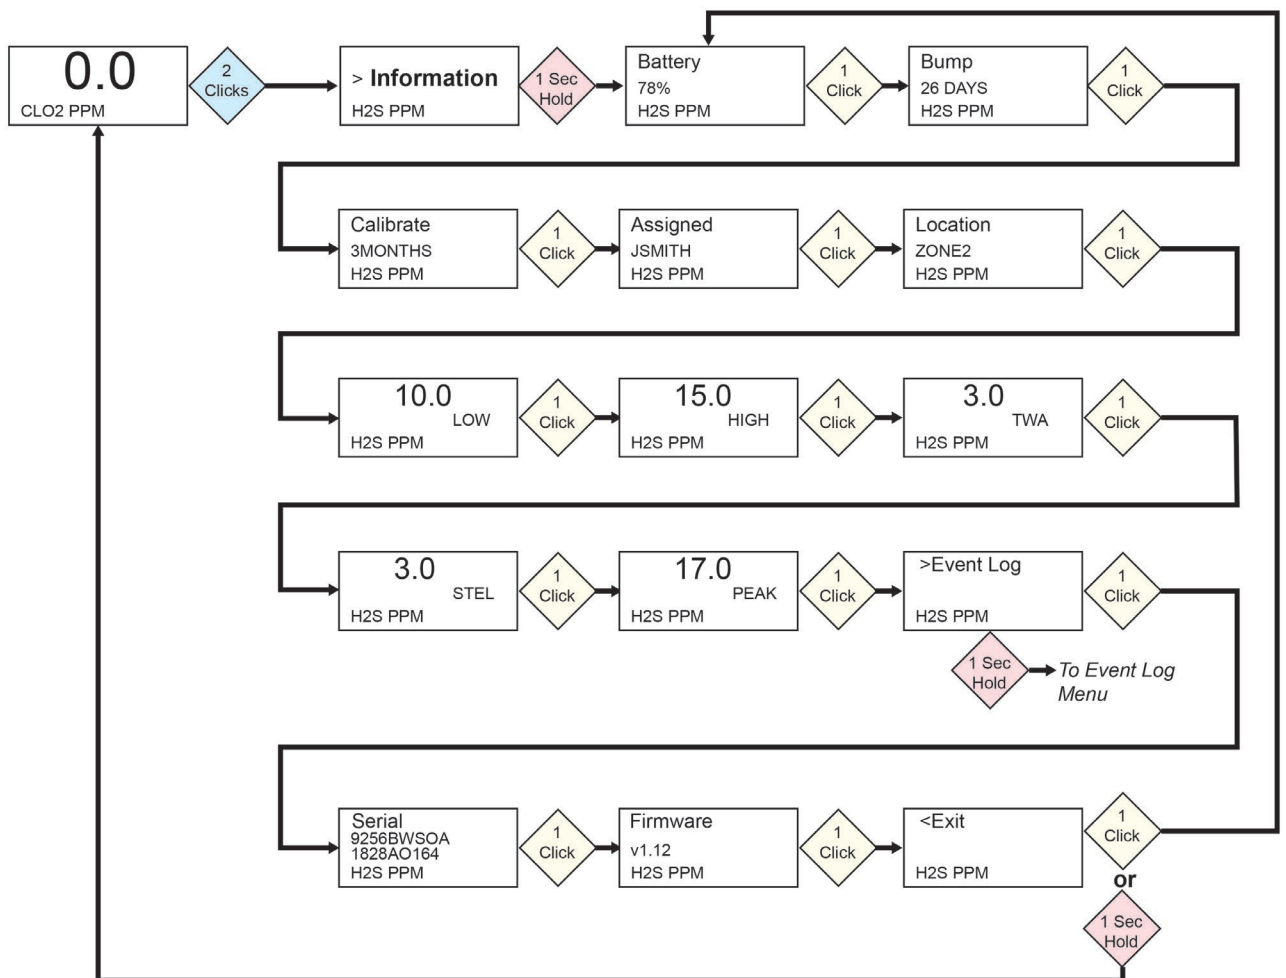 0.0
CLO2 PPM
2
Clicks
> Information
H2S PPM
1 Sec
Hold
Battery
78%
H2S PPM
1
Click
Bump
26 DAYS
H2S PPM
1
Click
Calibrate
3MONTHS
H2S PPM
1
Click
Assigned
JSMITH
H2S PPM
1
Click
Location
ZONE2
H2S PPM
1
Click
10.0
LOW
H2S PPM
1
Click
15.0
HIGH
H2S PPM
1
Click
3.0
TWA
H2S PPM
1
Click
3.0
STEL
H2S PPM
1
Click
17.0
PEAK
H2S PPM
1
Click
>Event Log
H2S PPM
1
Click
1 Sec
Hold
To Event Log
Menu
Serial
9256BWSOA
1828AO164
H2S PPM
1
Click
Firmware
v1.12
H2S PPM
1
Click
<Exit
H2S PPM
1
Click
or
1 Sec
Hold